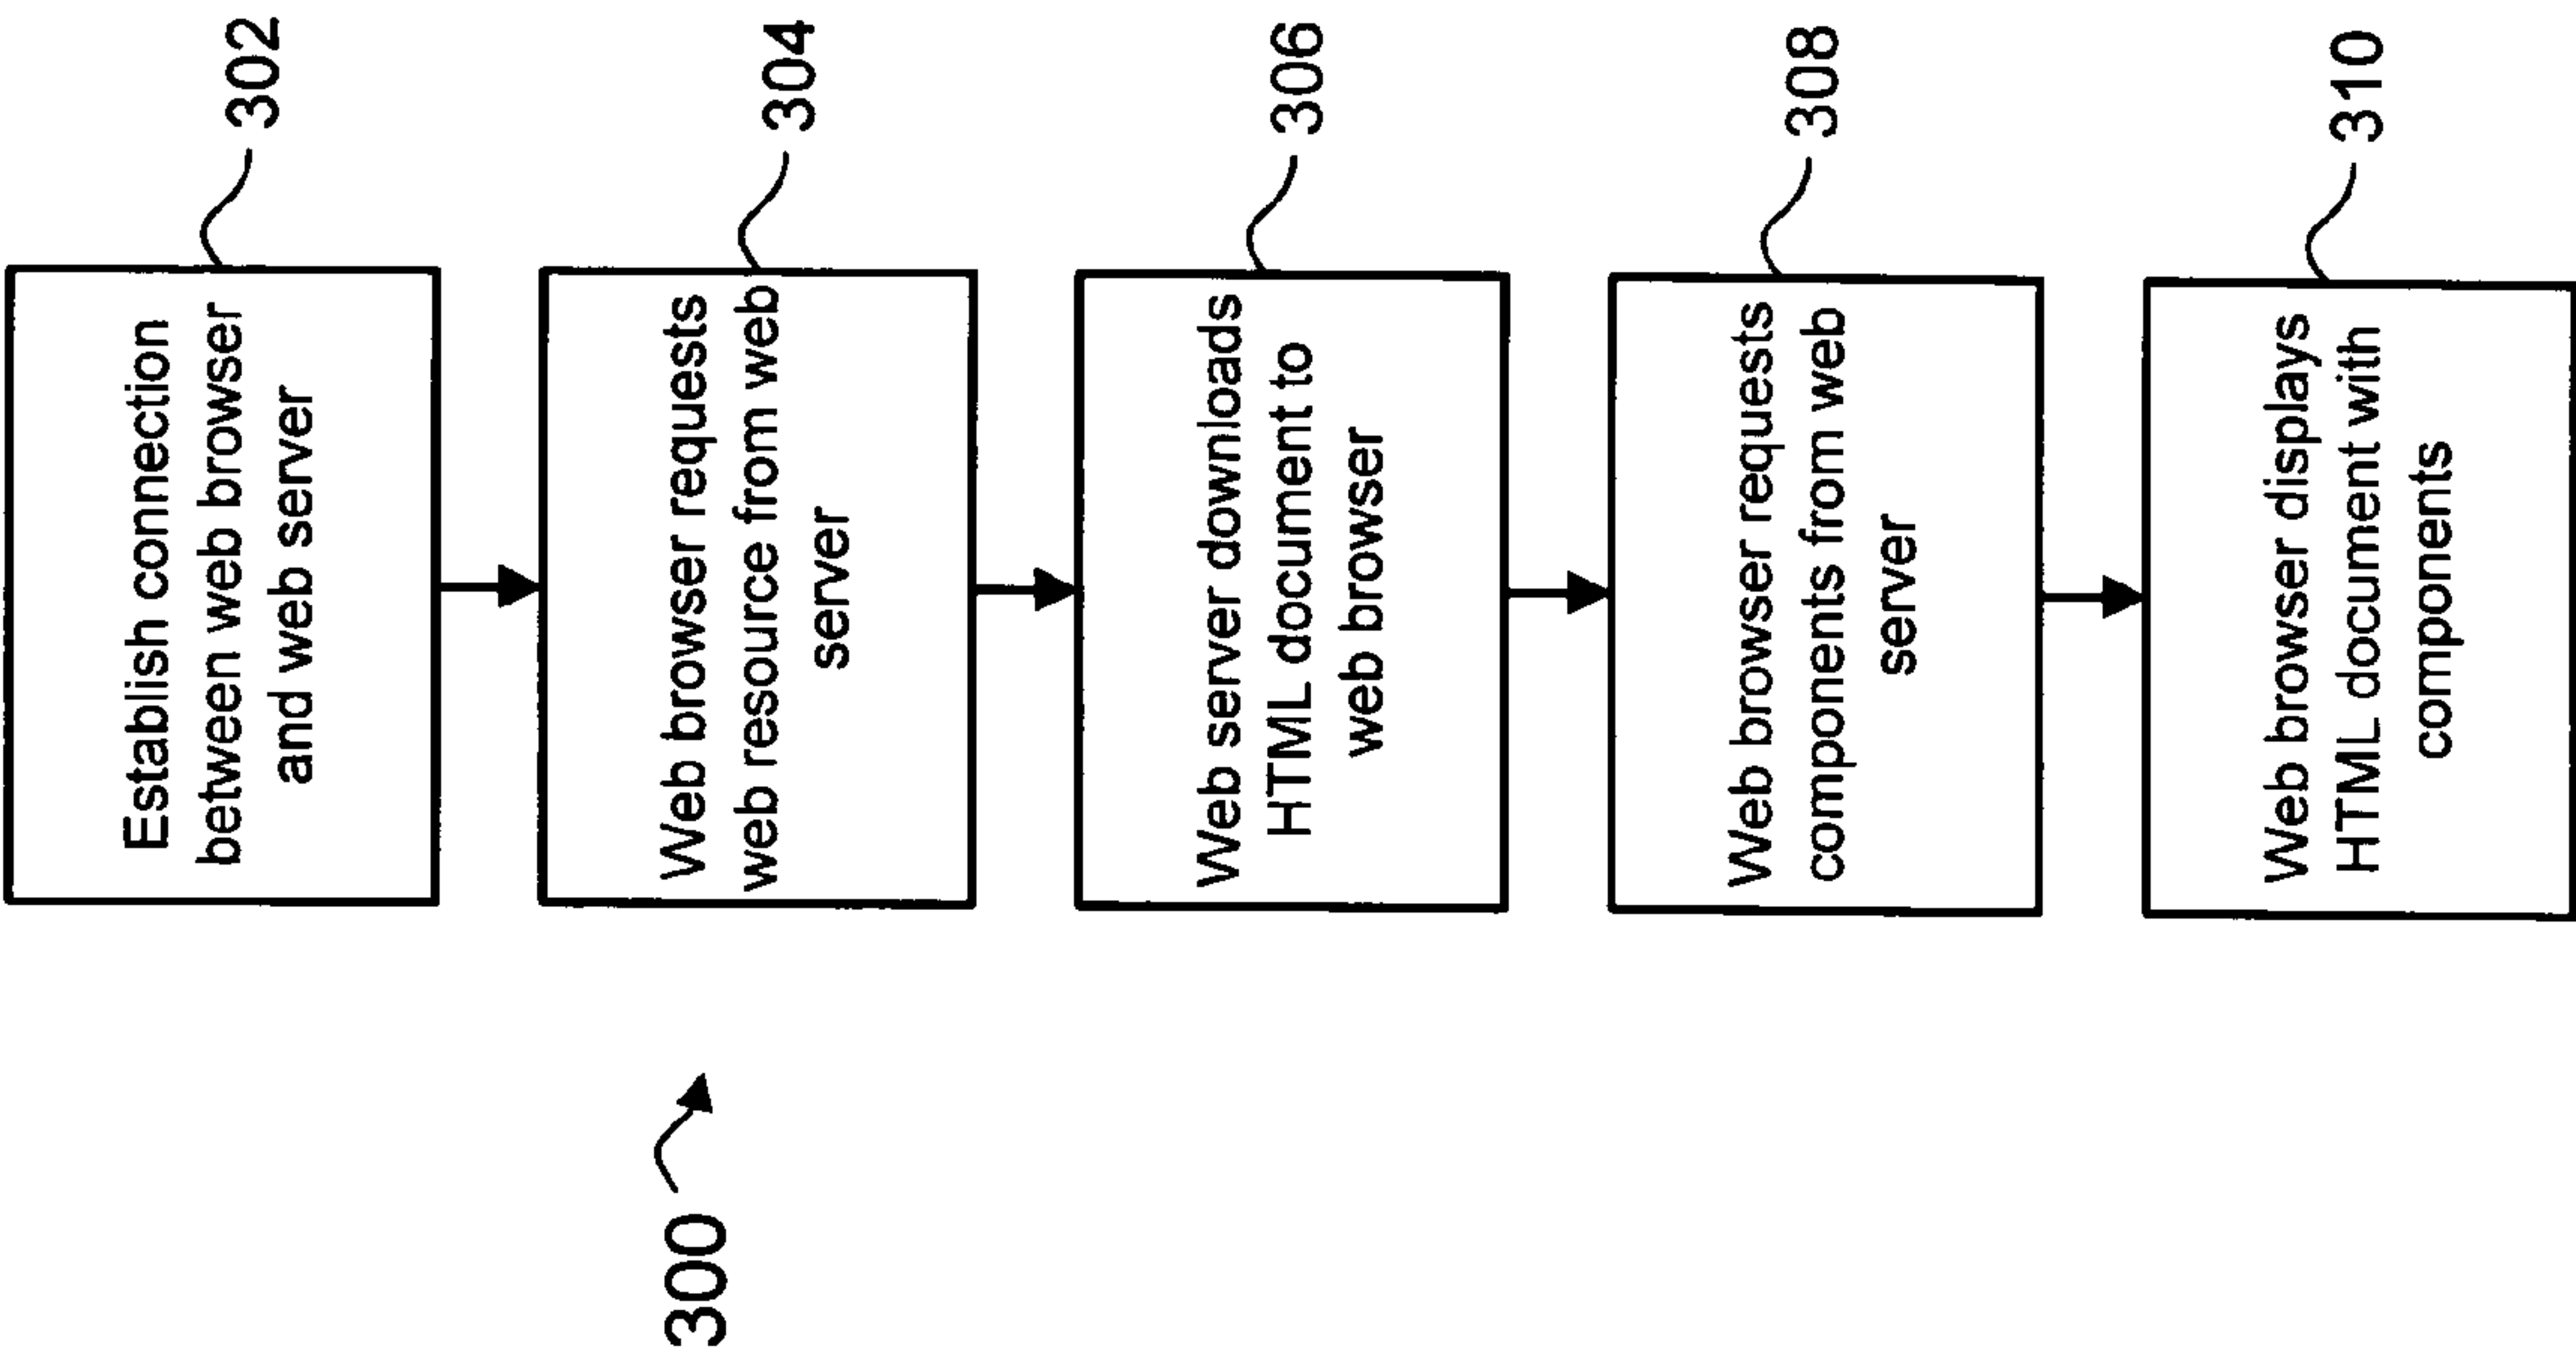 300
302
Establish connection
between web browser
and web server
304
Web browser requests
web resource from web
server
306
Web server downloads
HTML document to
web browser
308
Web browser requests
components from web
server
310
Web browser displays
HTML document with
components